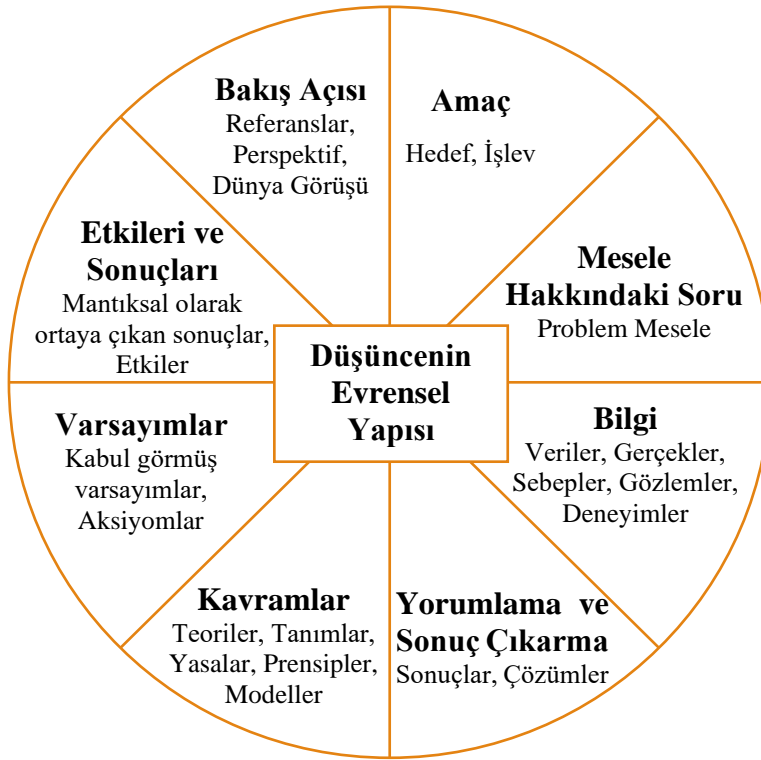 Bakış Açısı
Referanslar,
Perspektif,
Dünya Görüşü
Amaç
Hedef, İşlev
Mesele
Hakkındaki Soru
Problem Mesele
Bilgi
Veriler, Gerçekler,
Sebepler, Gözlemler,
Deneyimler
Yorumlama ve
Sonuç Çıkarma
Sonuçlar, Çözümler
Kavramlar
Teoriler, Tanımlar,
Yasalar, Prensipler,
Modeller
Varsayımlar
Kabul görmüş
varsayımlar,
Aksiyomlar
Etkileri ve
Sonuçları
Mantıksal olarak
ortaya çıkan sonuçlar,
Etkiler
Düşüncenin
Evrensel
Yapısı